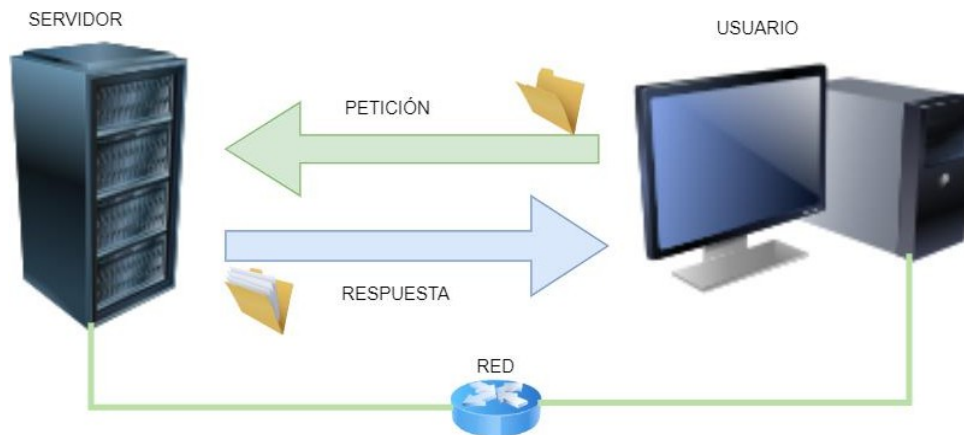 SERVIDOR
USUARIO
PETICIÓN
RESPUESTA
RED